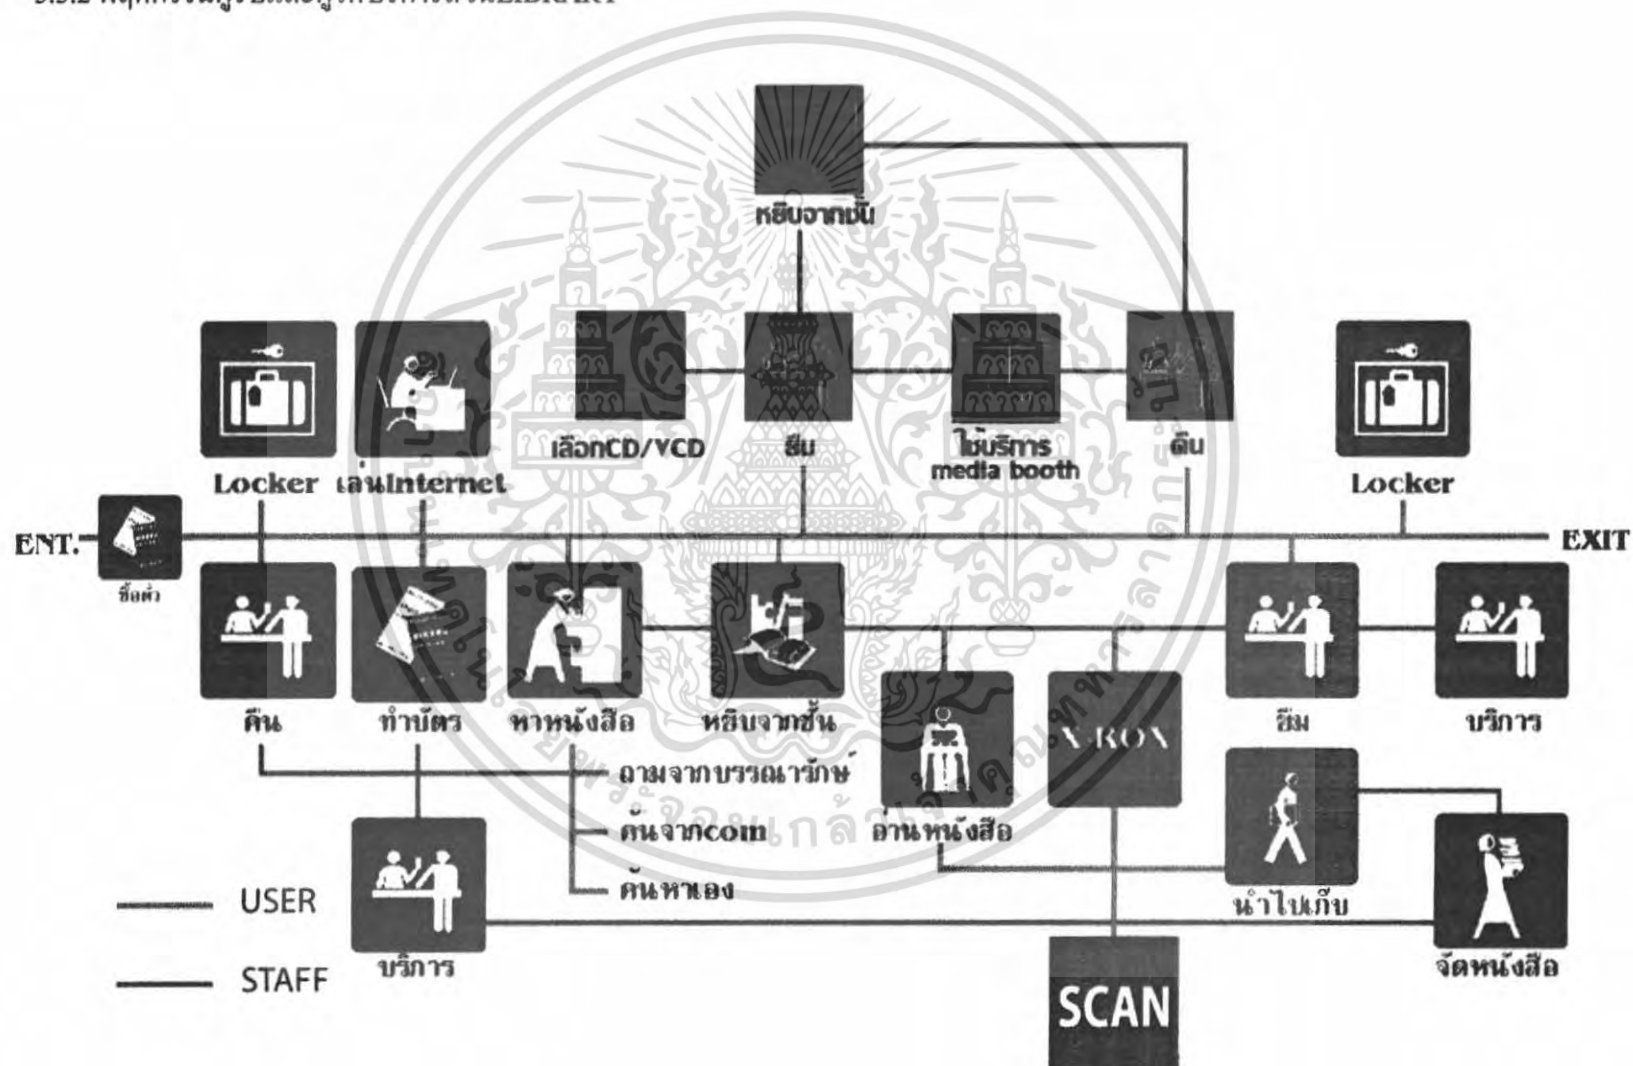 หยิบจากชั้น
เลือกCD/VCD
ยืม
ใช้บริการ
media booth
คืน
Locker
เล่นInternet
Locker
ENT.
EXIT
ซื้อตั๋ว
คืน
ทำบัตร
หาหนังสือ
หยิบจากชั้น
ยืม
บริการ
X-ROX
ถามจากบรรณารักษ์
ค้นจากcom
ค้นหาเอง
อ่านหนังสือ
นำไปเก็บ
จัดหนังสือ
USER
STAFF
บริการ
SCAN